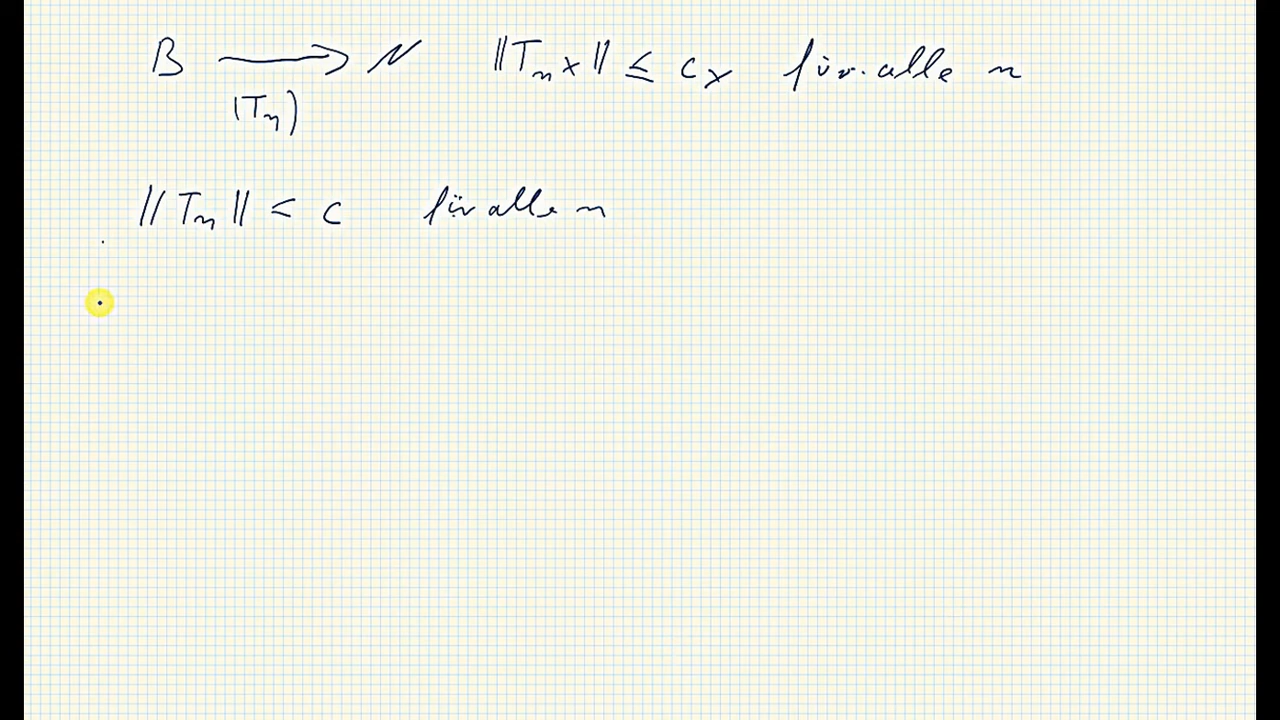 B ⟶ N ‖Tₙx‖ ≤ cₓ für alle n
(Tₙ)
‖Tₙ‖ < c für alle n